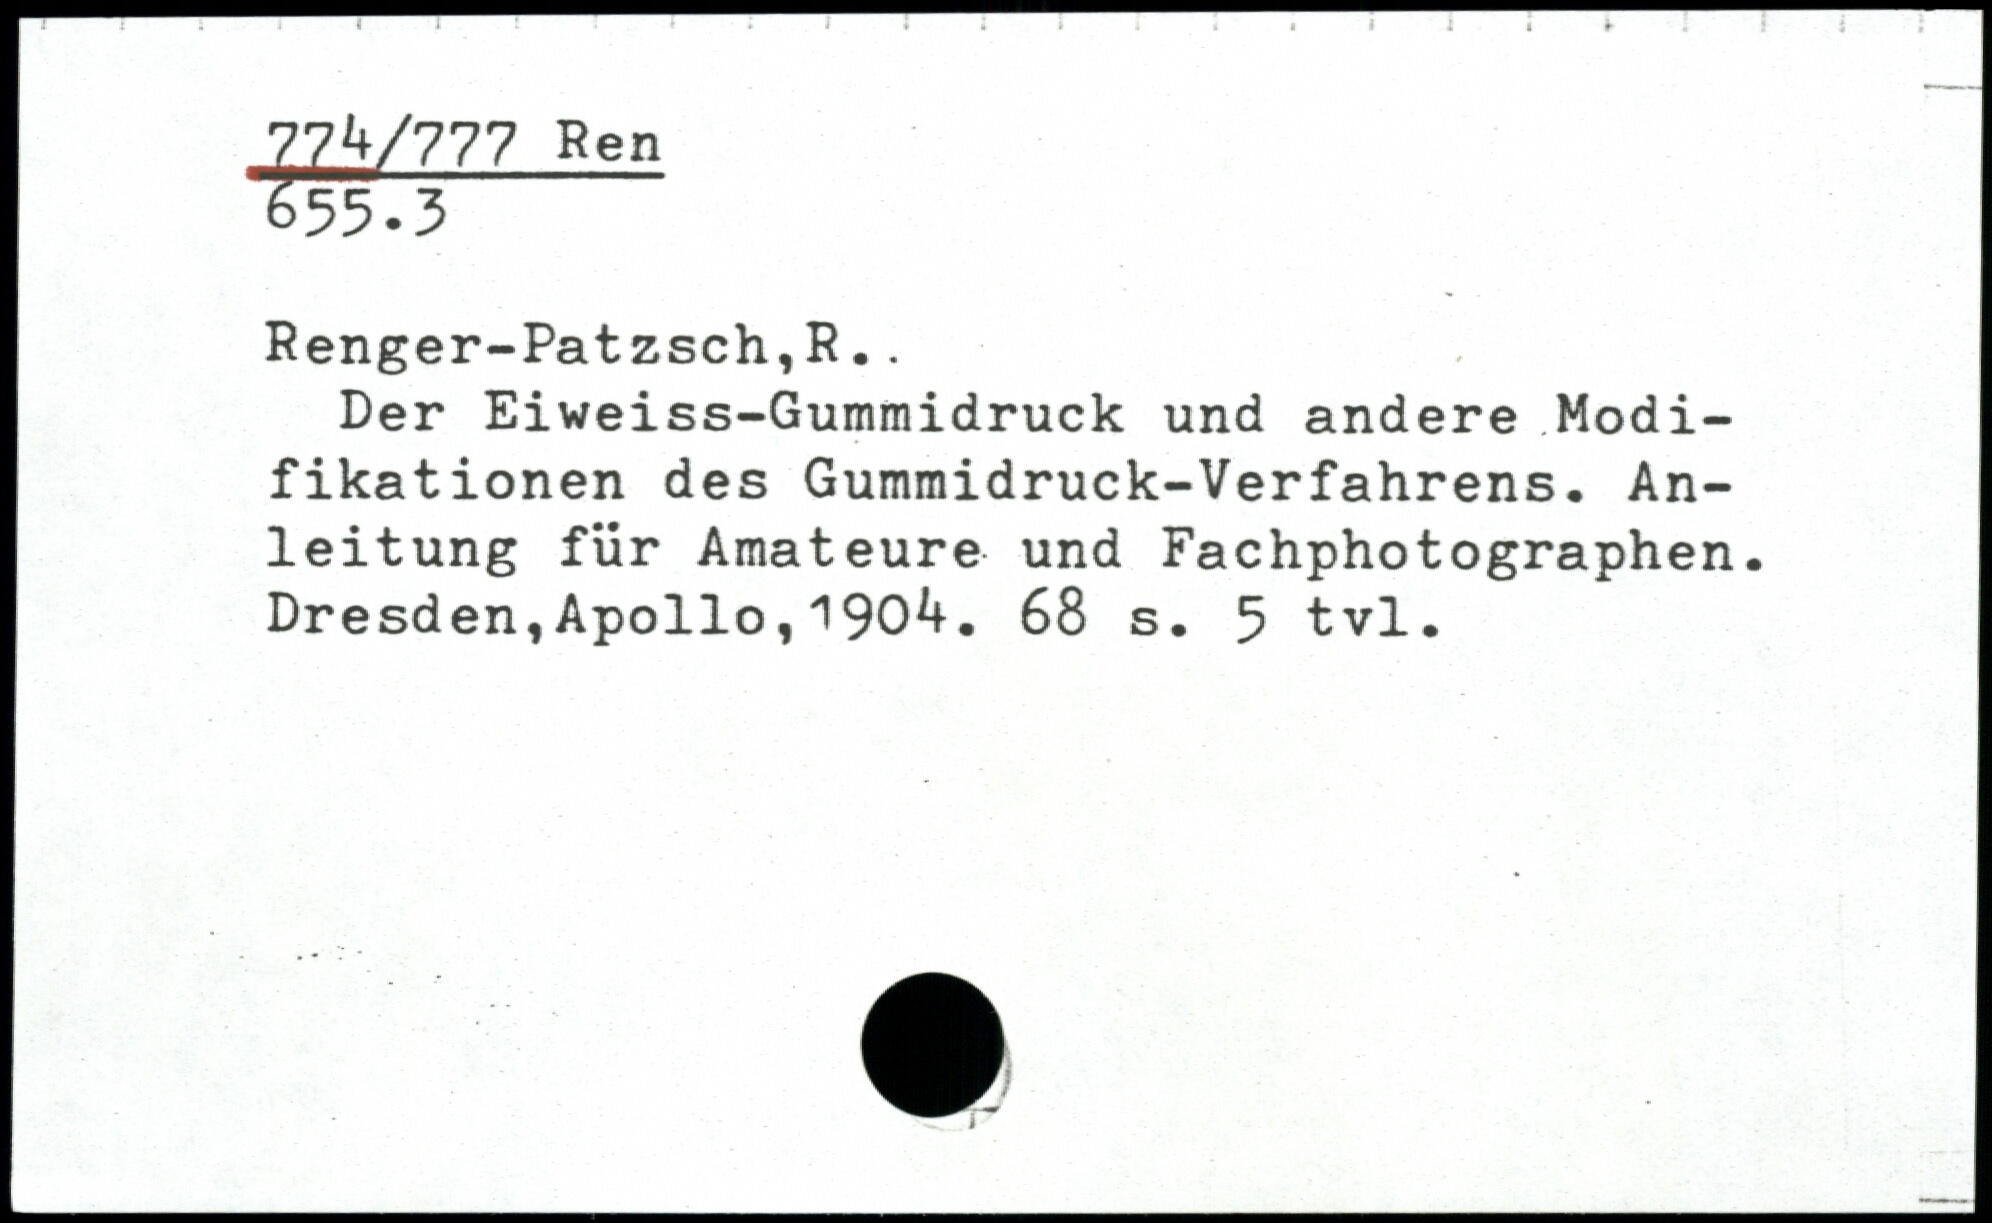 774/777 Ren
655.3
Renger-Patzsch,R..
Der Eiweiss-Gummidruck und andere Modi-
fikationen des Gummidruck-Verfahrens. An-
leitung für Amateure und Fachphotographen.
Dresden,Apollo,1904. 68 s. 5 tvl.